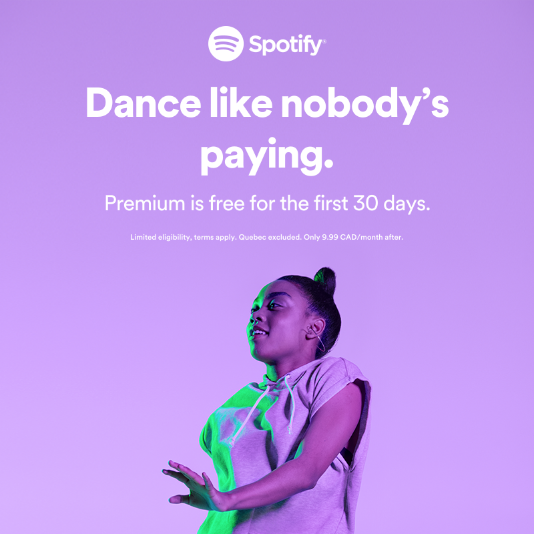 Spotify®
Dance like nobody's
paying.
Premium is free for the first 30 days.
Limited eligibility, terms apply. Quebec excluded. Only 9.99 CAD/month after.